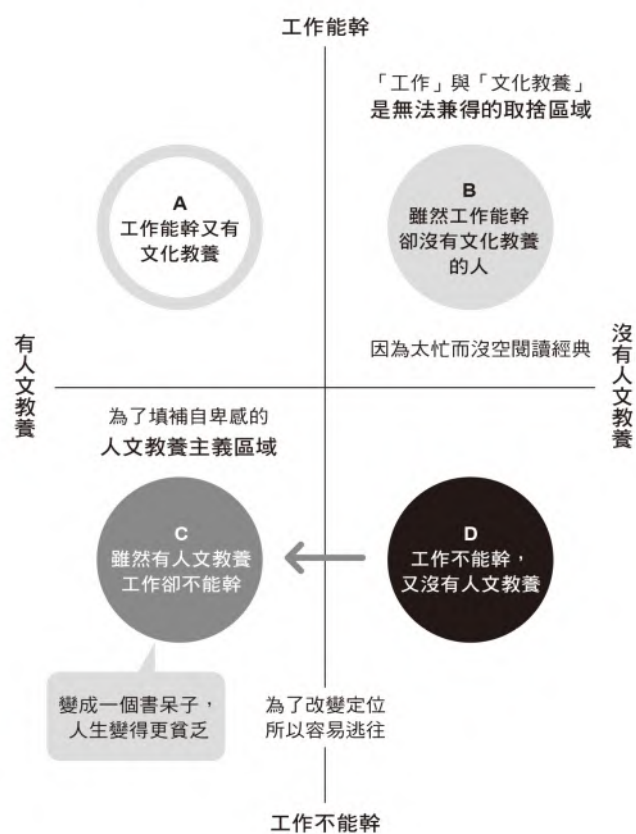 工作能幹
「工作」與「文化教養」
是無法兼得的取捨區域
A
工作能幹又有
文化教養
B
雖然工作能幹
卻沒有文化教養
的人
因為太忙而沒空閱讀經典
有人文教養
沒有人文教養
為了填補自卑感的
人文教養主義區域
C
雖然有人文教養
工作卻不能幹
D
工作不能幹，
又沒有人文教養
變成一個書呆子，
人生變得更貧乏
為了改變定位
所以容易逃往
工作不能幹